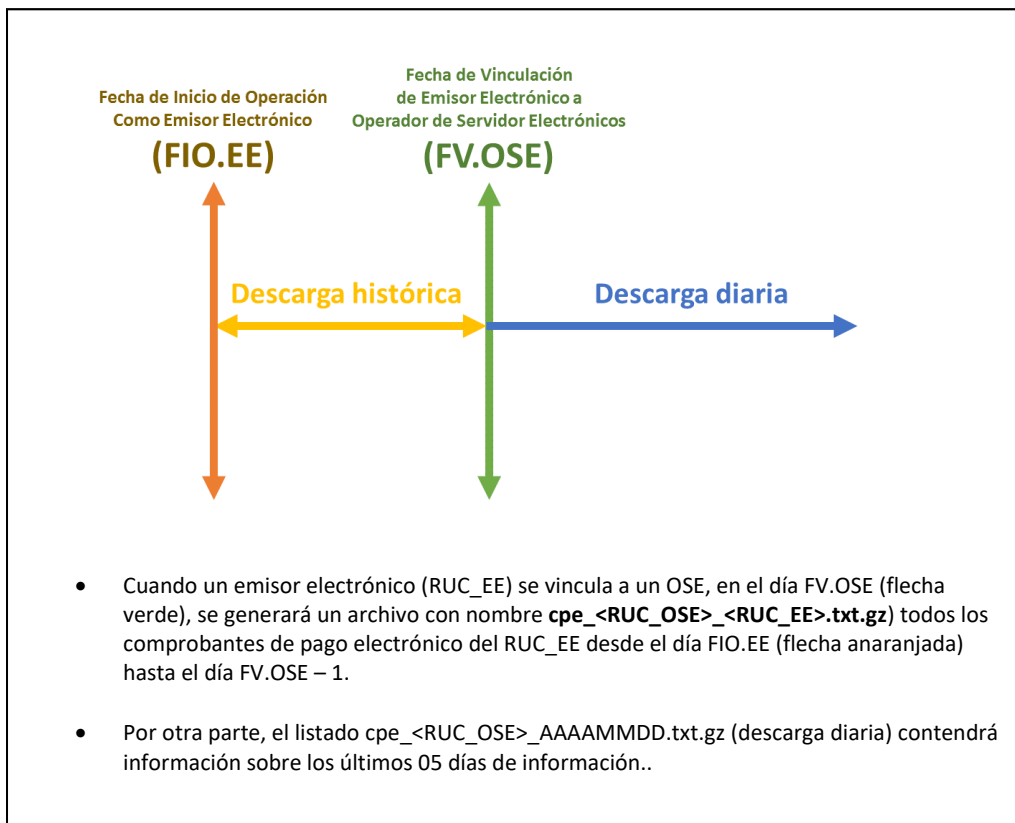 Fecha de Inicio de Operación
Como Emisor Electrónico
(FIO.EE)
Fecha de Vinculación
de Emisor Electrónico a
Operador de Servidor Electrónicos
(FV.OSE)
Descarga histórica
Descarga diaria
• Cuando un emisor electrónico (RUC_EE) se vincula a un OSE, en el día FV.OSE (flecha
verde), se generará un archivo con nombre cpe_<RUC_OSE>_<RUC_EE>.txt.gz) todos los
comprobantes de pago electrónico del RUC_EE desde el día FIO.EE (flecha anaranjada)
hasta el día FV.OSE – 1.
• Por otra parte, el listado cpe_<RUC_OSE>_AAAAMMDD.txt.gz (descarga diaria) contendrá
información sobre los últimos 05 días de información..